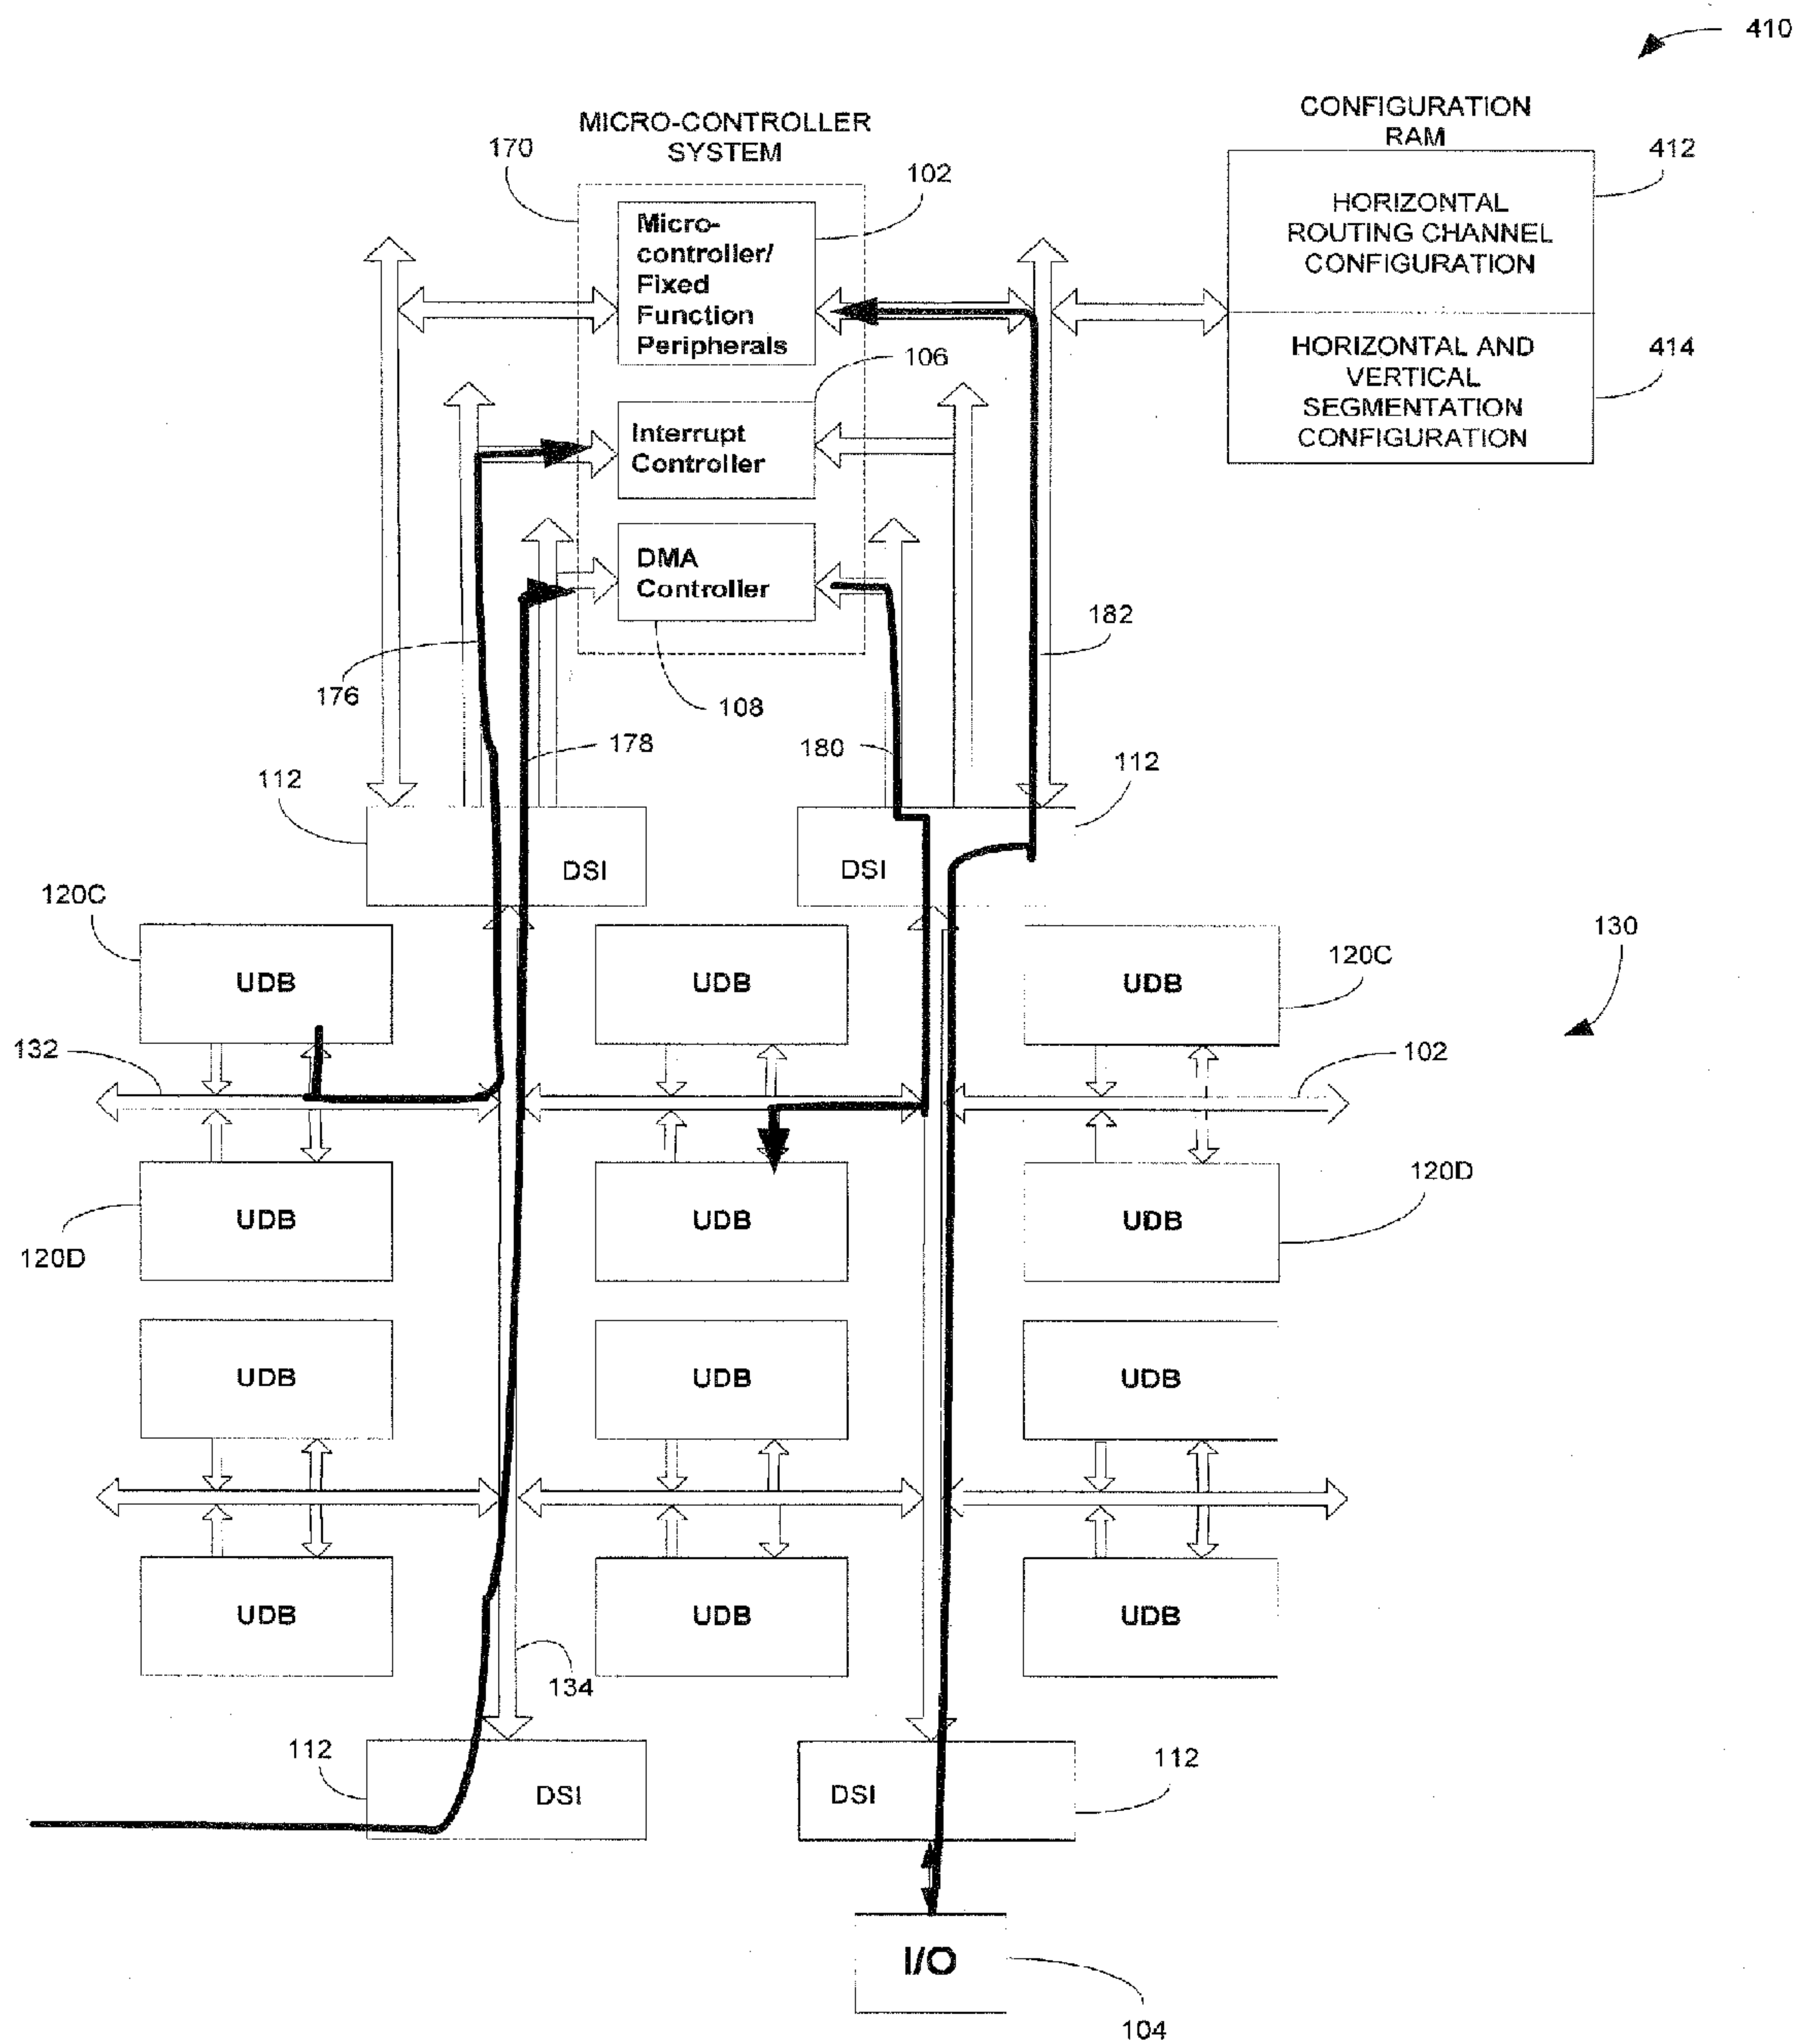 410
MICRO-CONTROLLER
SYSTEM
CONFIGURATION
RAM
170
102
412
Micro-
controller/
Fixed
Function
Peripherals
HORIZONTAL
ROUTING CHANNEL
CONFIGURATION
106
HORIZONTAL AND
VERTICAL
SEGMENTATION
CONFIGURATION
414
Interrupt
Controller
DMA
Controller
182
176
108
178
180
112
112
DSI
DSI
120C
UDB
UDB
UDB
120C
130
132
102
UDB
UDB
UDB
120D
120D
UDB
UDB
UDB
UDB
UDB
UDB
134
112
DSI
DSI
112
I/O
104